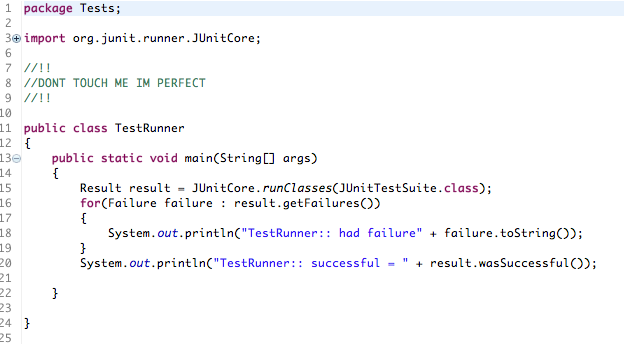 1 package Tests;
2
3 import org.junit.runner.JUnitCore;
6
7 //!!
8 //DONT TOUCH ME IM PERFECT
9 //!!
10
11 public class TestRunner
12 {
13 public static void main(String[] args)
14 {
15 Result result = JUnitCore.runClasses(JUnitTestSuite.class);
16 for(Failure failure : result.getFailures())
17 {
18 System.out.println("TestRunner:: had failure" + failure.toString());
19 }
20 System.out.println("TestRunner:: successful = " + result.wasSuccessful());
21
22 }
23
24 }
25